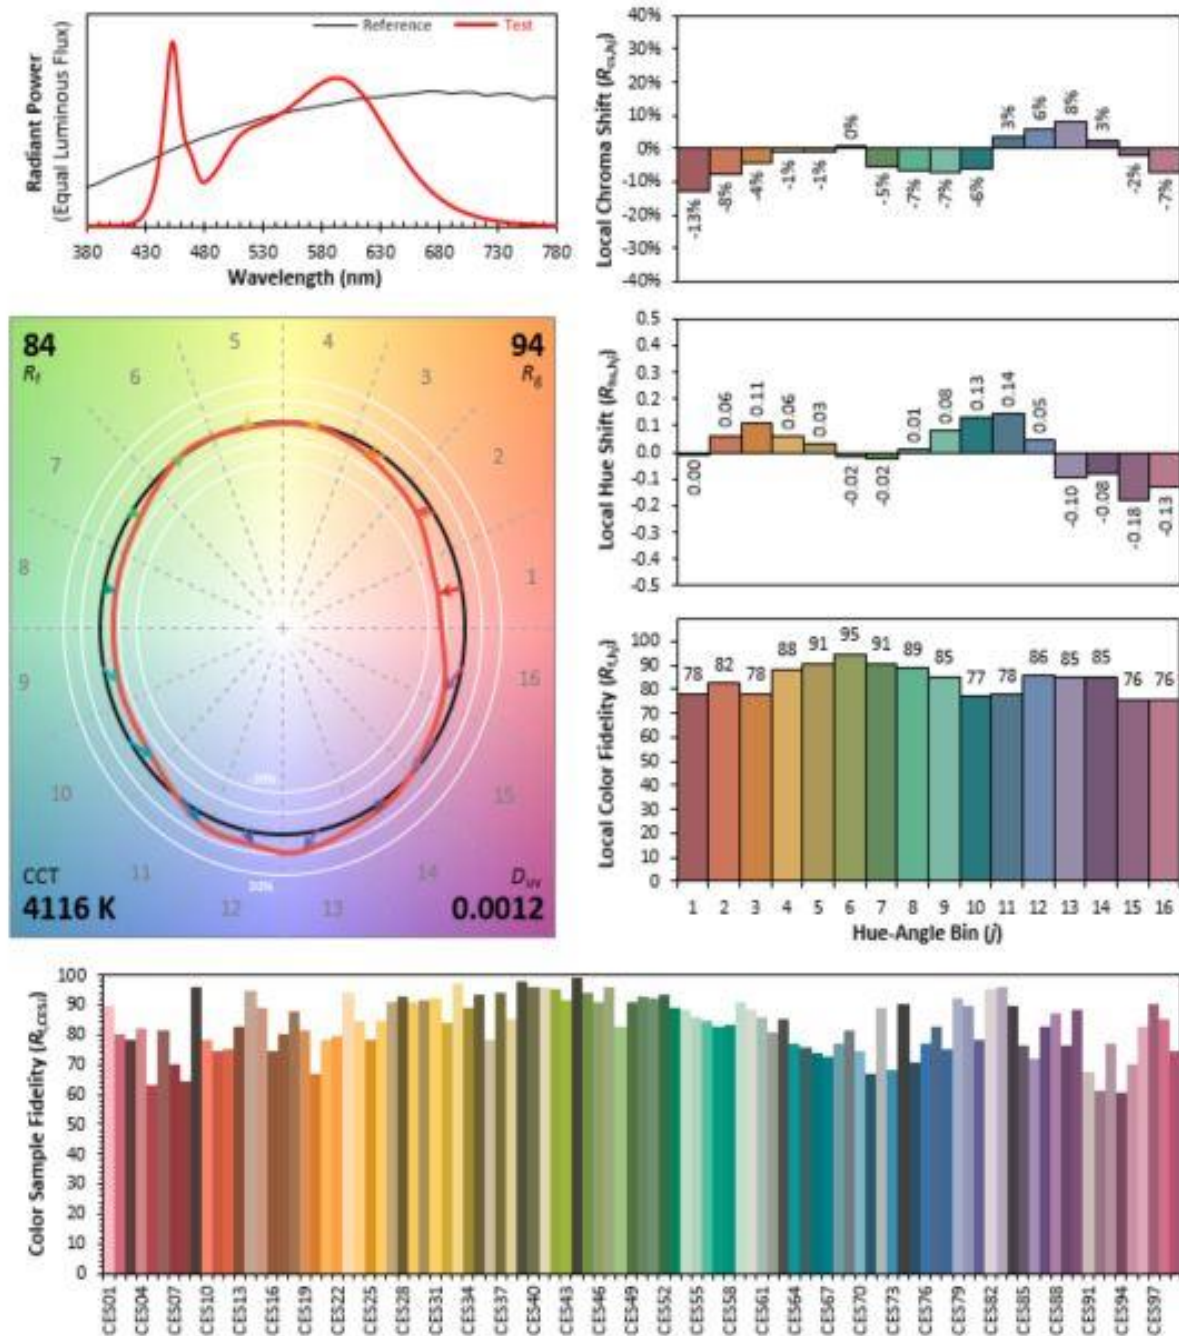 Reference Test
Radiant Power
(Equal Luminous Flux)
380 430 480 530 580 630 680 730 780
Wavelength (nm)
Local Chroma Shift (Rcs,hj)
40%
30%
20%
10%
0%
-10%
20%
30%
40%
-13% -8% -4% -1% -1% 0% -5% -7% -7% -6% 3% 6% 8% 3% -2% -7%
84
Rf
94
Rg
5 4
6 3
7 2
8 1
9 16
10 15
11 14
12 13
CCT
4116 K
Duv
0.0012
Local Hue Shift (Rhs,hj)
0.5
0.4
0.3
0.2
0.1
0.0
-0.1
-0.2
-0.3
-0.4
-0.5
0.00 0.06 0.11 0.06 0.03 -0.02 -0.02 0.01 0.08 0.13 0.14 0.05 -0.10 -0.08 -0.18 -0.13
Local Color Fidelity (Rf,hj)
100
90
80
70
60
50
40
30
20
10
0
78 82 78 88 91 95 91 89 85 77 78 86 85 85 76 76
1 2 3 4 5 6 7 8 9 10 11 12 13 14 15 16
Hue-Angle Bin (j)
Color Sample Fidelity (Rf,CESi)
100
90
80
70
60
50
40
30
20
10
0
CES01 CES04 CES07 CES10 CES13 CES16 CES19 CES22 CES25 CES28 CES31 CES34 CES37 CES40 CES43 CES46 CES49 CES52 CES55 CES58 CES61 CES64 CES67 CES70 CES73 CES76 CES79 CES82 CES85 CES88 CES91 CES94 CES97